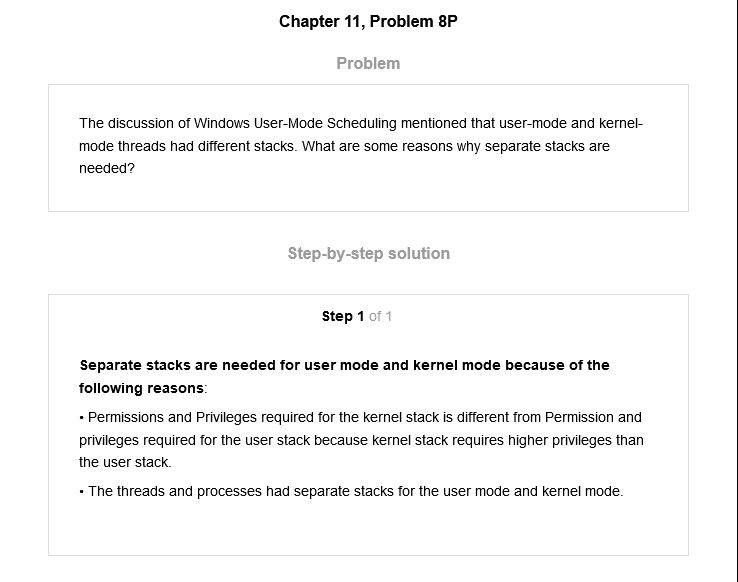 Chapter 11, Problem 8P
Problem
The discussion of Windows User-Mode Scheduling mentioned that user-mode and kernel-
mode threads had different stacks. What are some reasons why separate stacks are
needed?
Step-by-step solution
Step 1 of 1
Separate stacks are needed for user mode and kernel mode because of the
following reasons:
• Permissions and Privileges required for the kernel stack is different from Permission and
privileges required for the user stack because kernel stack requires higher privileges than
the user stack.
• The threads and processes had separate stacks for the user mode and kernel mode.